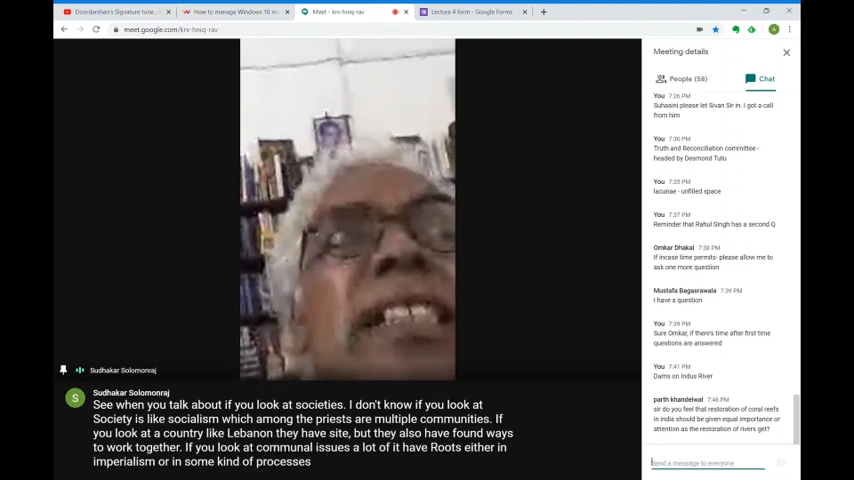 Doordarshan's Signature tune...
How to manage Windows 10 m
Meet - krx-hniq-rav
Lecture 4 form - Google Forms
meet.google.com/krx-hniq-rav
A
Meeting details
People (58)
Chat
You 7:26 PM
Suhasini please let Sivan Sir in. I got a call
from him
You 7:30 PM
Truth and Reconciliation committee -
headed by Desmond Tutu
You 7:35 PM
lacunae - unfilled space
You 7:37 PM
Reminder that Rahul Singh has a second Q
Omkar Dhakal 7:38 PM
If incase time permits- please allow me to
ask one more question
Mustafa Bagasrawala 7:39 PM
I have a question
You 7:39 PM
Sure Omkar, if there's time after first time
questions are answered
You 7:41 PM
Dams on Indus River
parth khandelwal 7:46 PM
sir do you feel that restoration of coral reefs
in india should be given equal importance or
attention as the restoration of rivers get?
Send a message to everyone
Sudhakar Solomonraj
S
Sudhakar Solomonraj
See when you talk about if you look at societies. I don't know if you look at
Society is like socialism which among the priests are multiple communities. If
you look at a country like Lebanon they have site, but they also have found ways
to work together. If you look at communal issues a lot of it have Roots either in
imperialism or in some kind of processes